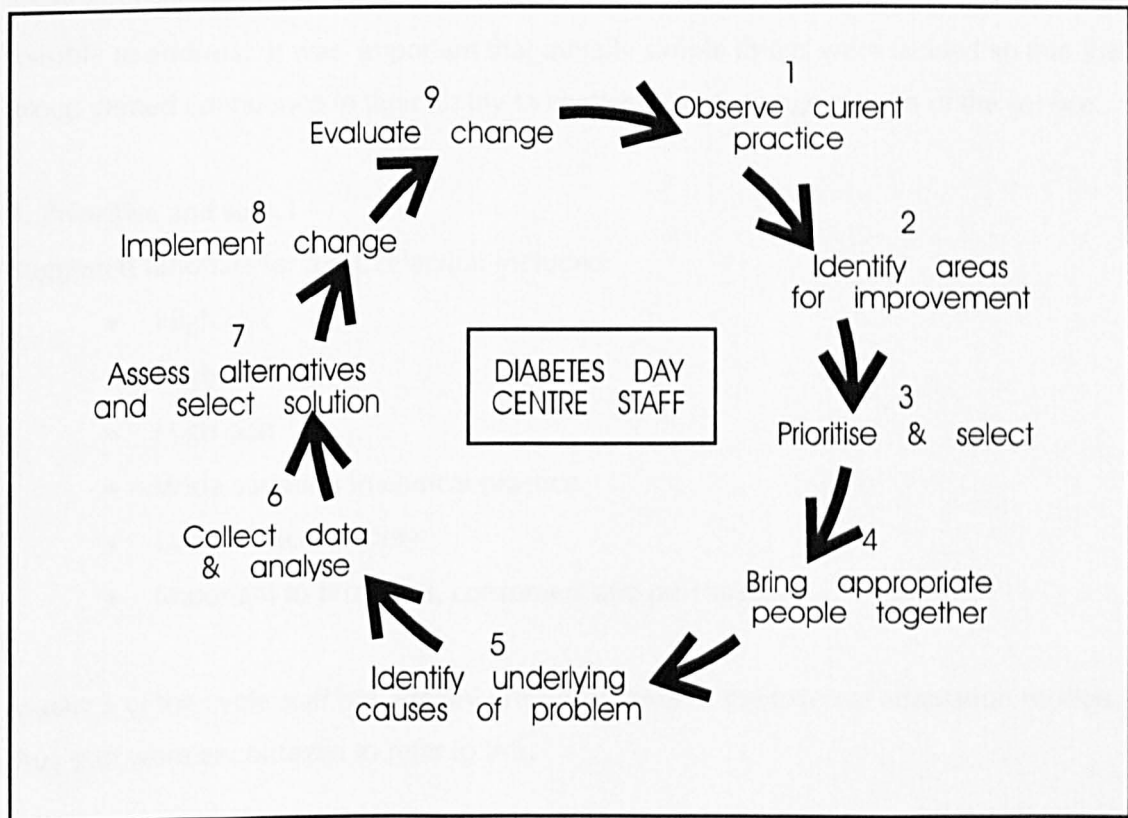 1
Observe current
practice
2
Identify areas
for improvement
3
Prioritise & select
4
Bring appropriate
people together
5
Identify underlying
causes of problem
6
Collect data
& analyse
7
Assess alternatives
and select solution
8
Implement change
9
Evaluate change
DIABETES DAY
CENTRE STAFF